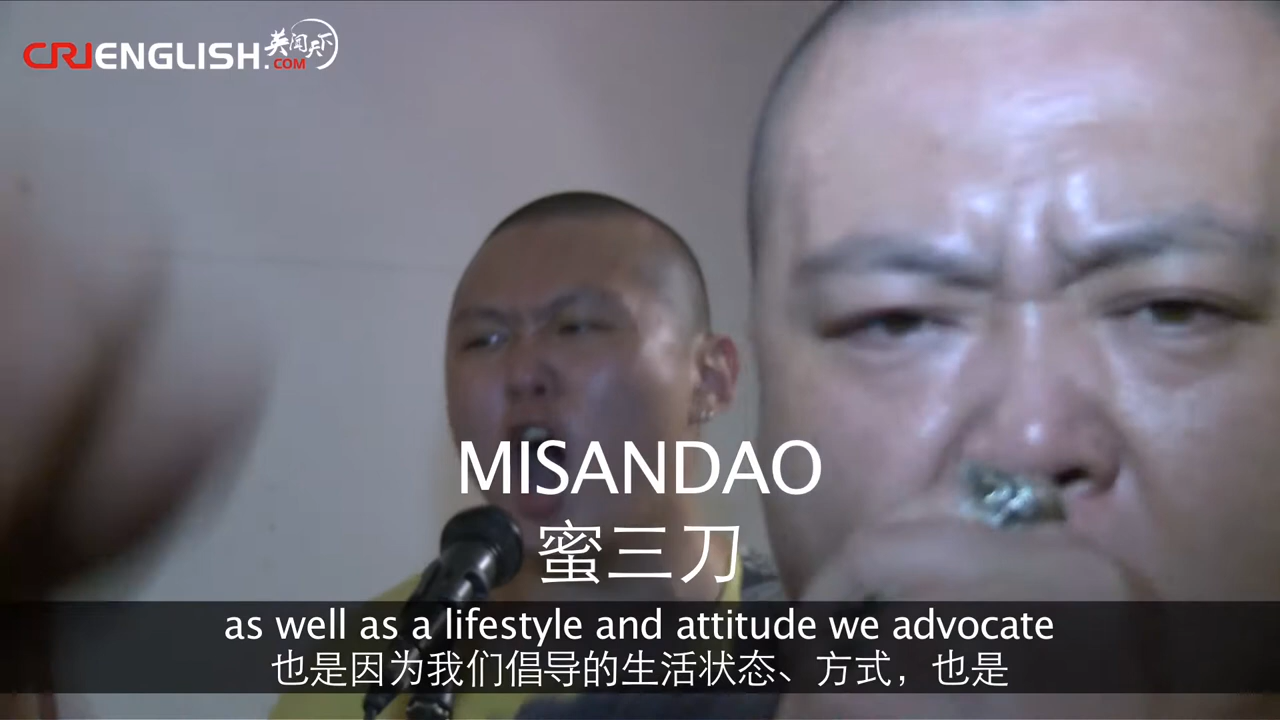 CRIENGLISH.COM 英闻天下
MISANDAO
蜜三刀
as well as a lifestyle and attitude we advocate
也是因为我们倡导的生活状态、方式，也是